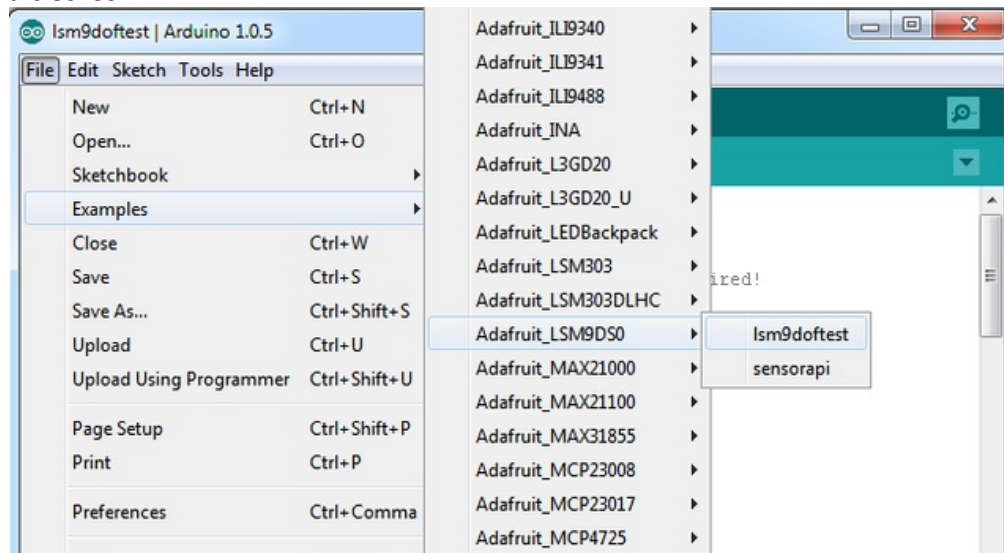 lsm9doftest | Arduino 1.0.5
File Edit Sketch Tools Help
New Ctrl+N
Open... Ctrl+O
Sketchbook
Examples
Close Ctrl+W
Save Ctrl+S
Save As... Ctrl+Shift+S
Upload Ctrl+U
Upload Using Programmer Ctrl+Shift+U
Page Setup Ctrl+Shift+P
Print Ctrl+P
Preferences Ctrl+Comma
Adafruit_ILI9340
Adafruit_ILI9341
Adafruit_ILI9488
Adafruit_INA
Adafruit_L3GD20
Adafruit_L3GD20_U
Adafruit_LEDBackpack
Adafruit_LSM303
Adafruit_LSM303DLHC
Adafruit_LSM9DS0
Adafruit_MAX21000
Adafruit_MAX21100
Adafruit_MAX31855
Adafruit_MCP23008
Adafruit_MCP23017
Adafruit_MCP4725
lsm9doftest
sensorapi
ired!